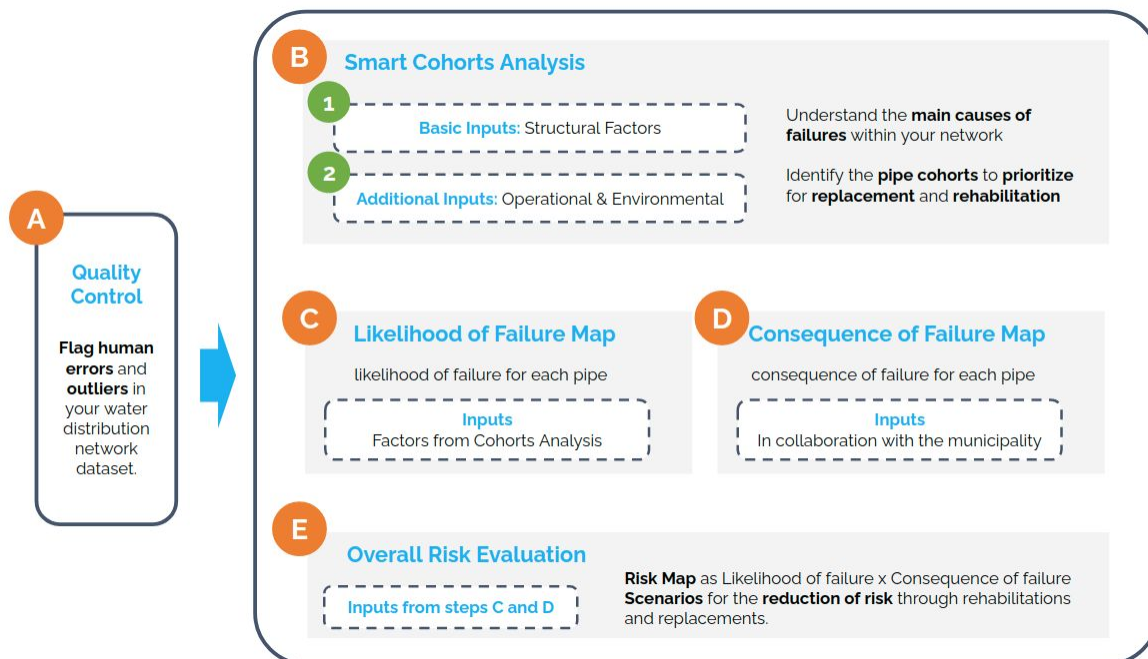 A
Quality
Control
Flag human
errors and
outliers in
your water
distribution
network
dataset.
B
Smart Cohorts Analysis
1
Basic Inputs: Structural Factors
2
Additional Inputs: Operational & Environmental
Understand the main causes of
failures within your network
Identify the pipe cohorts to prioritize
for replacement and rehabilitation
C
Likelihood of Failure Map
likelihood of failure for each pipe
Inputs
Factors from Cohorts Analysis
D
Consequence of Failure Map
consequence of failure for each pipe
Inputs
In collaboration with the municipality
E
Overall Risk Evaluation
Inputs from steps C and D
Risk Map as Likelihood of failure x Consequence of failure
Scenarios for the reduction of risk through rehabilitations
and replacements.